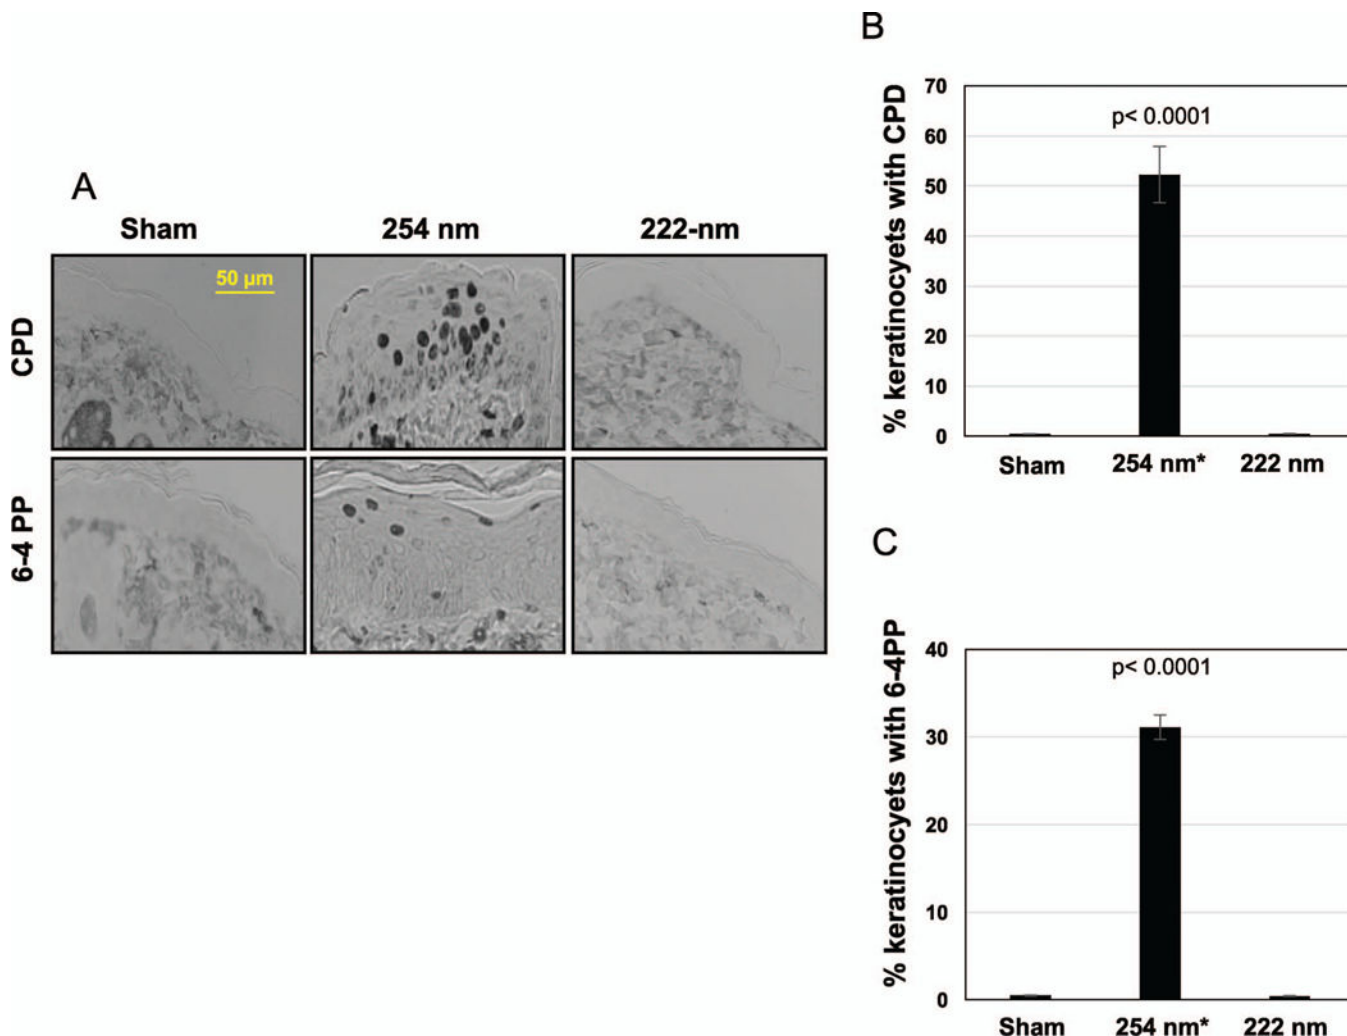 A
Sham 254 nm 222-nm
50 µm
CPD
6-4 PP
B
% keratinocyets with CPD
70
60
50
40
30
20
10
0
p< 0.0001
Sham 254 nm* 222 nm
C
% keratinocyets with 6-4PP
40
30
20
10
0
p< 0.0001
Sham 254 nm* 222 nm